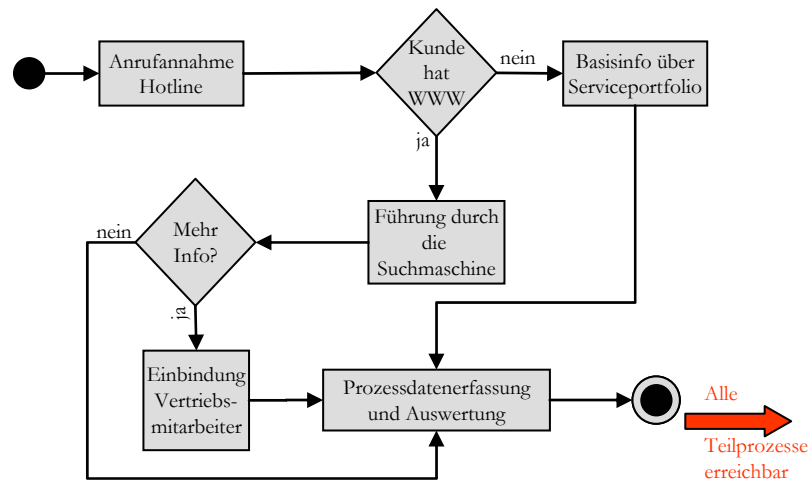 Anrufannahme
Hotline
Kunde
hat
WWW
nein
Basisinfo über
Serviceportfolio
ja
Führung durch
die
Suchmaschine
Mehr
Info?
nein
ja
Einbindung
Vertriebs-
mitarbeiter
Prozessdatenerfassung
und Auswertung
Alle
Teilprozesse
erreichbar